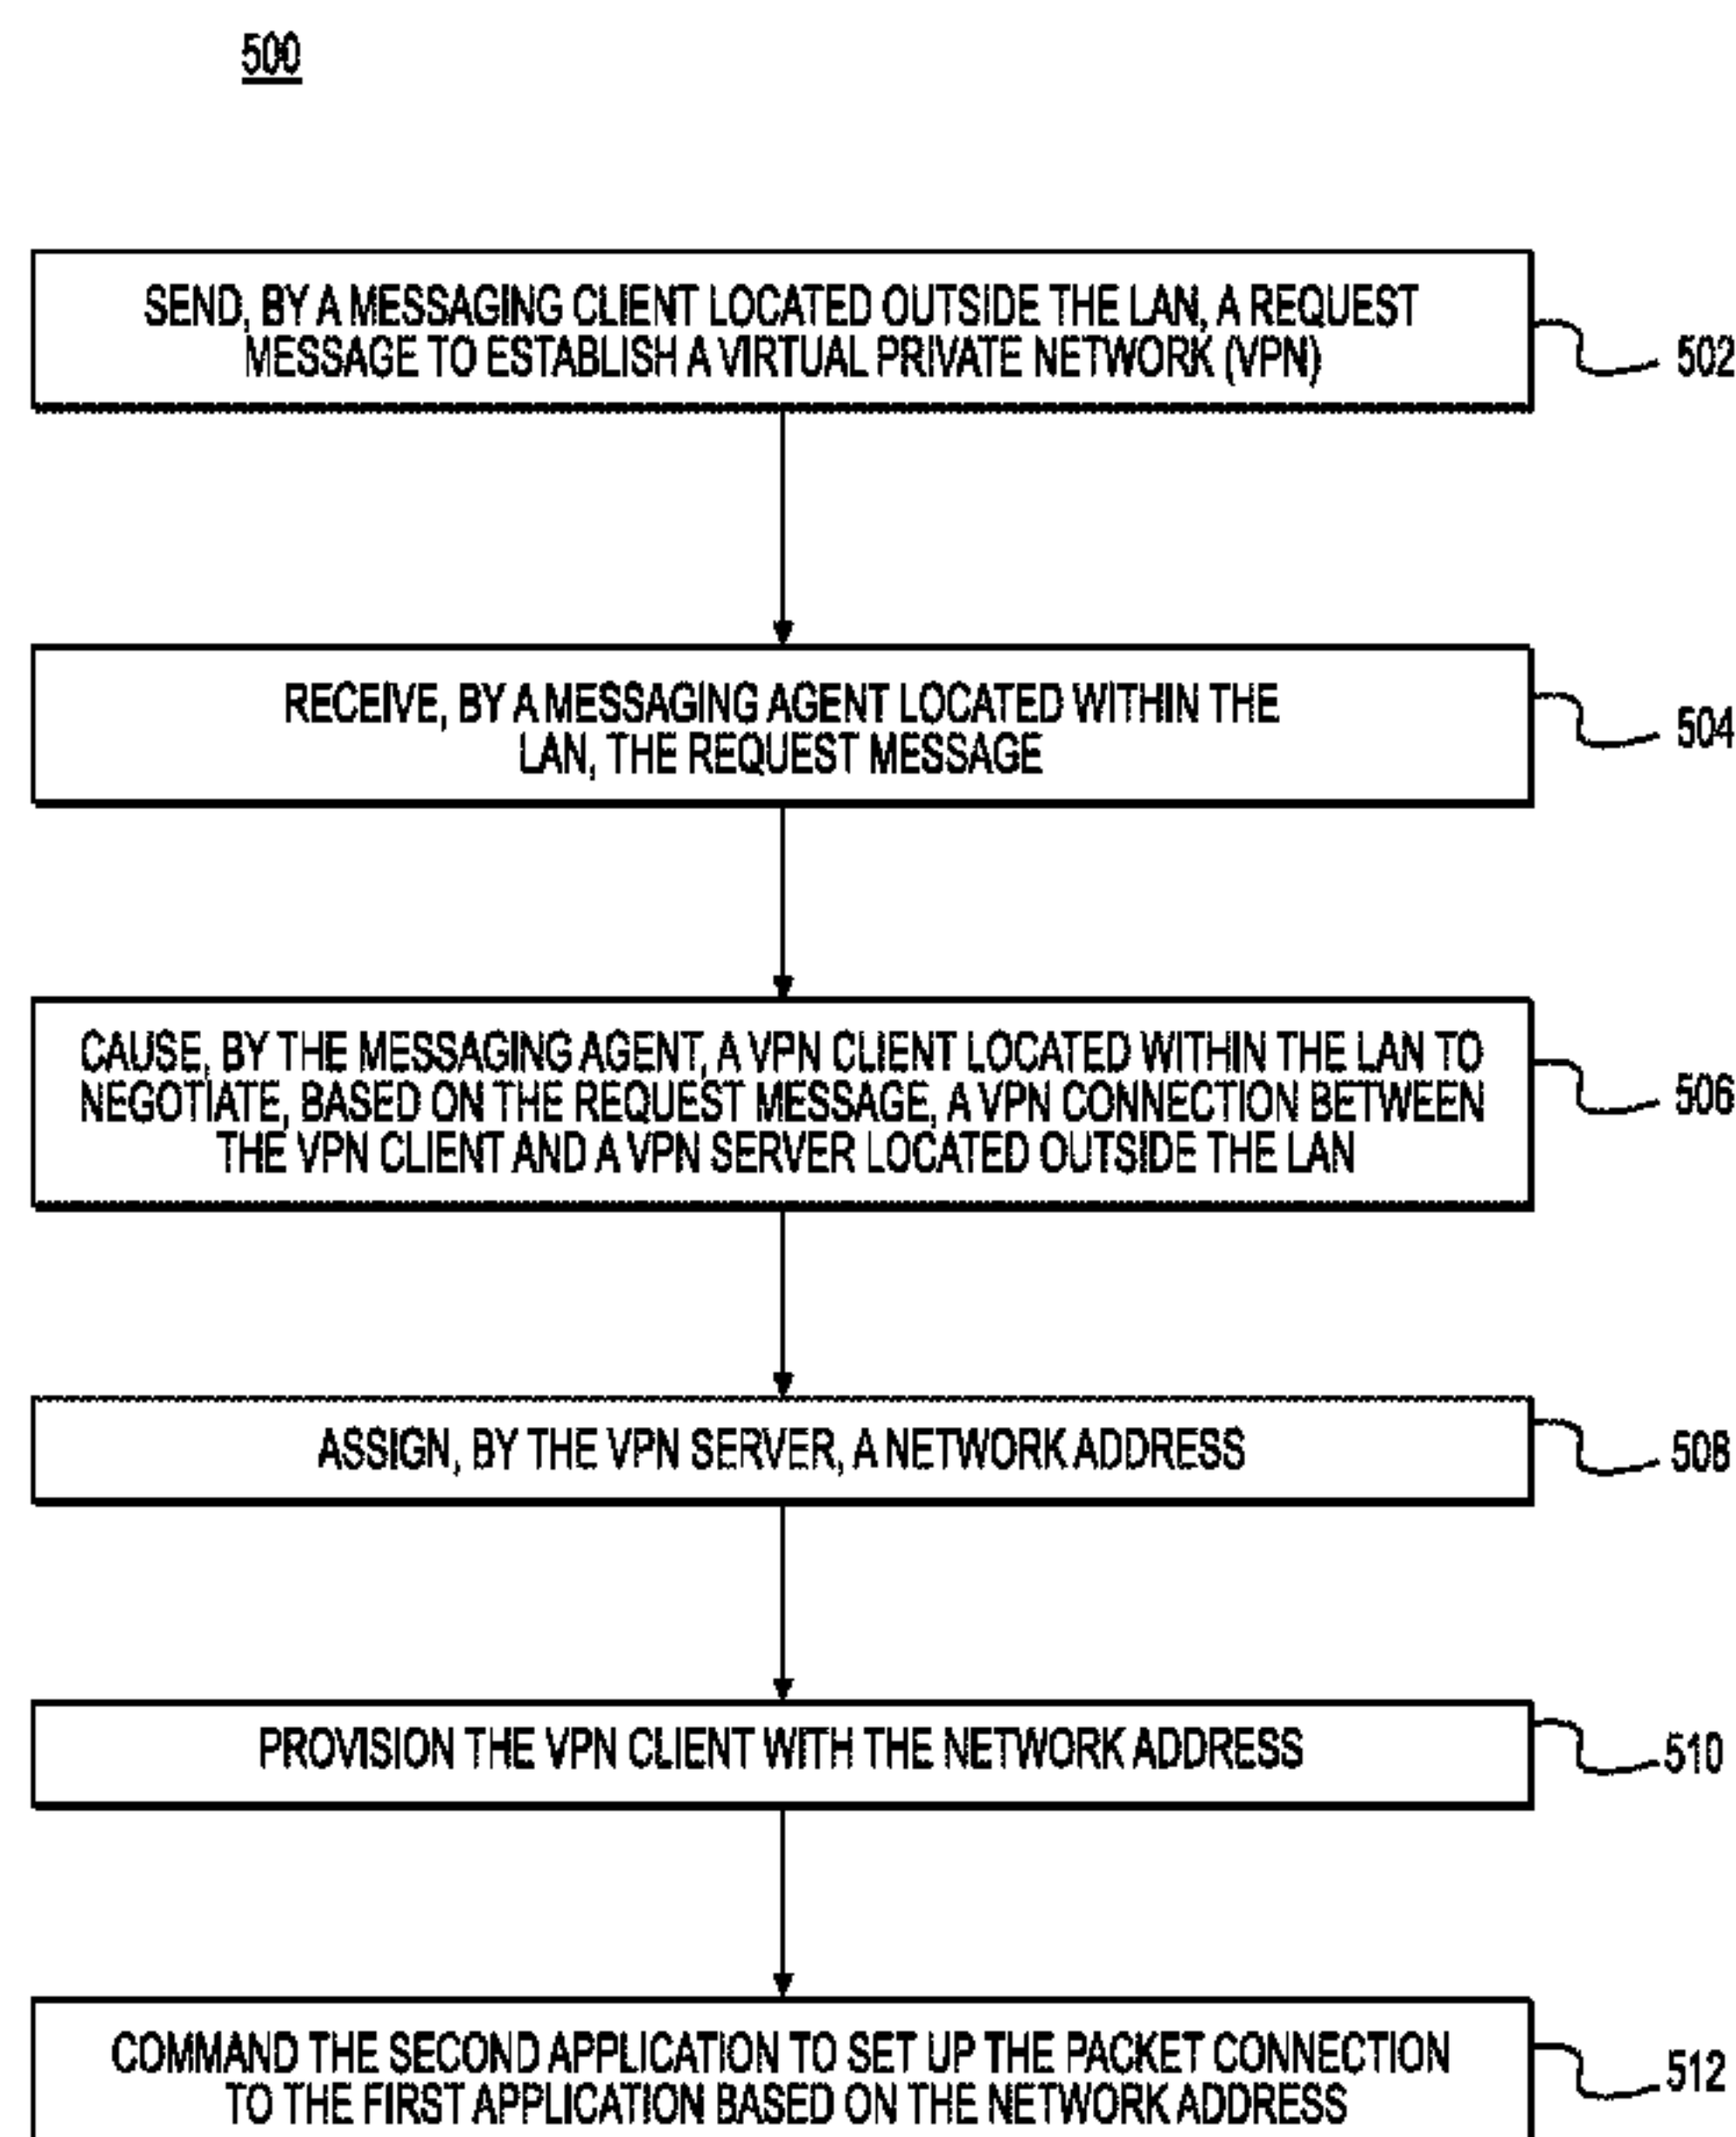 500
SEND, BY A MESSAGING CLIENT LOCATED OUTSIDE THE LAN, A REQUEST
MESSAGE TO ESTABLISH A VIRTUAL PRIVATE NETWORK (VPN)
502
RECEIVE, BY A MESSAGING AGENT LOCATED WITHIN THE
LAN, THE REQUEST MESSAGE
504
CAUSE, BY THE MESSAGING AGENT, A VPN CLIENT LOCATED WITHIN THE LAN TO
NEGOTIATE, BASED ON THE REQUEST MESSAGE, A VPN CONNECTION BETWEEN
THE VPN CLIENT AND A VPN SERVER LOCATED OUTSIDE THE LAN
506
ASSIGN, BY THE VPN SERVER, A NETWORK ADDRESS
508
PROVISION THE VPN CLIENT WITH THE NETWORK ADDRESS
510
COMMAND THE SECOND APPLICATION TO SET UP THE PACKET CONNECTION
TO THE FIRST APPLICATION BASED ON THE NETWORK ADDRESS
512